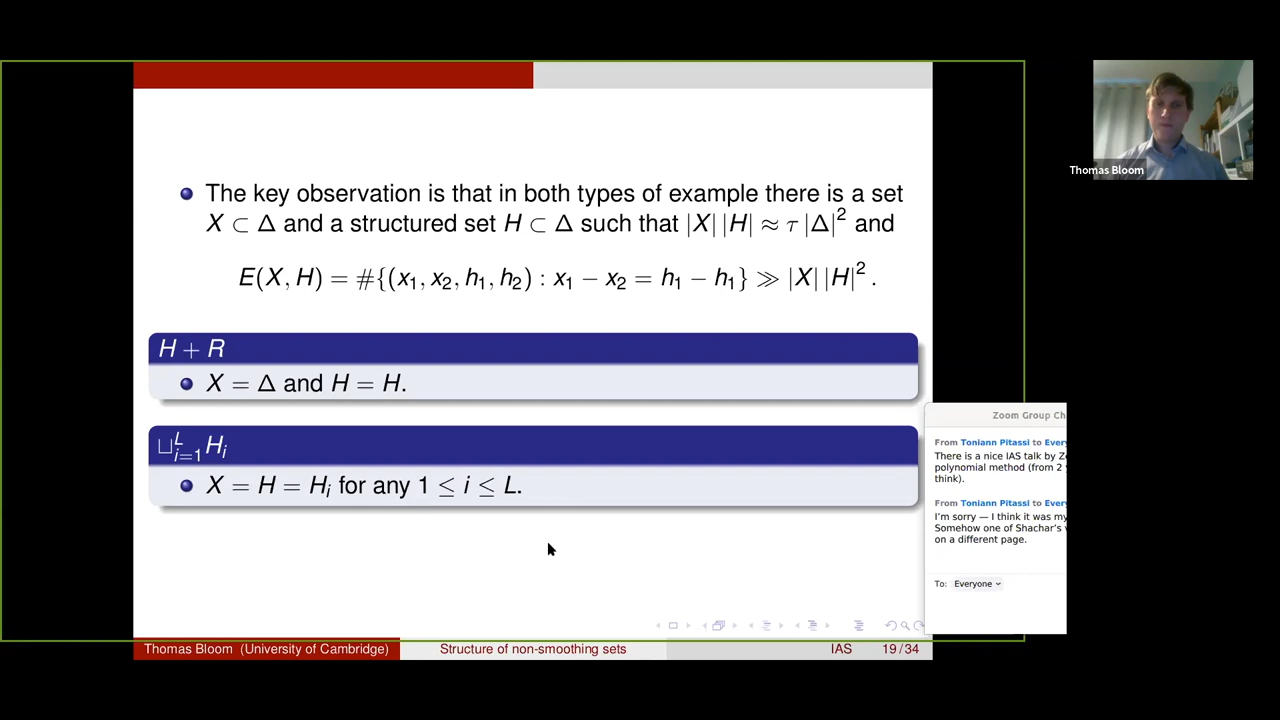 The key observation is that in both types of example there is a set
X ⊂ Δ and a structured set H ⊂ Δ such that |X| |H| ≈ τ |Δ|² and
E(X, H) = #{(x₁, x₂, h₁, h₂) : x₁ − x₂ = h₁ − h₁} ≫ |X| |H|².
H + R
X = Δ and H = H.
⊔ᴸᵢ₌₁ Hᵢ
X = H = Hᵢ for any 1 ≤ i ≤ L.
Thomas Bloom (University of Cambridge) Structure of non-smoothing sets IAS 19 / 34
Thomas Bloom
Zoom Group Ch
From Toniann Pitassi to Every
There is a nice IAS talk by Z
polynomial method (from 2
think).
From Toniann Pitassi to Every
I'm sorry — I think it was my
Somehow one of Shachar's
on a different page.
To: Everyone